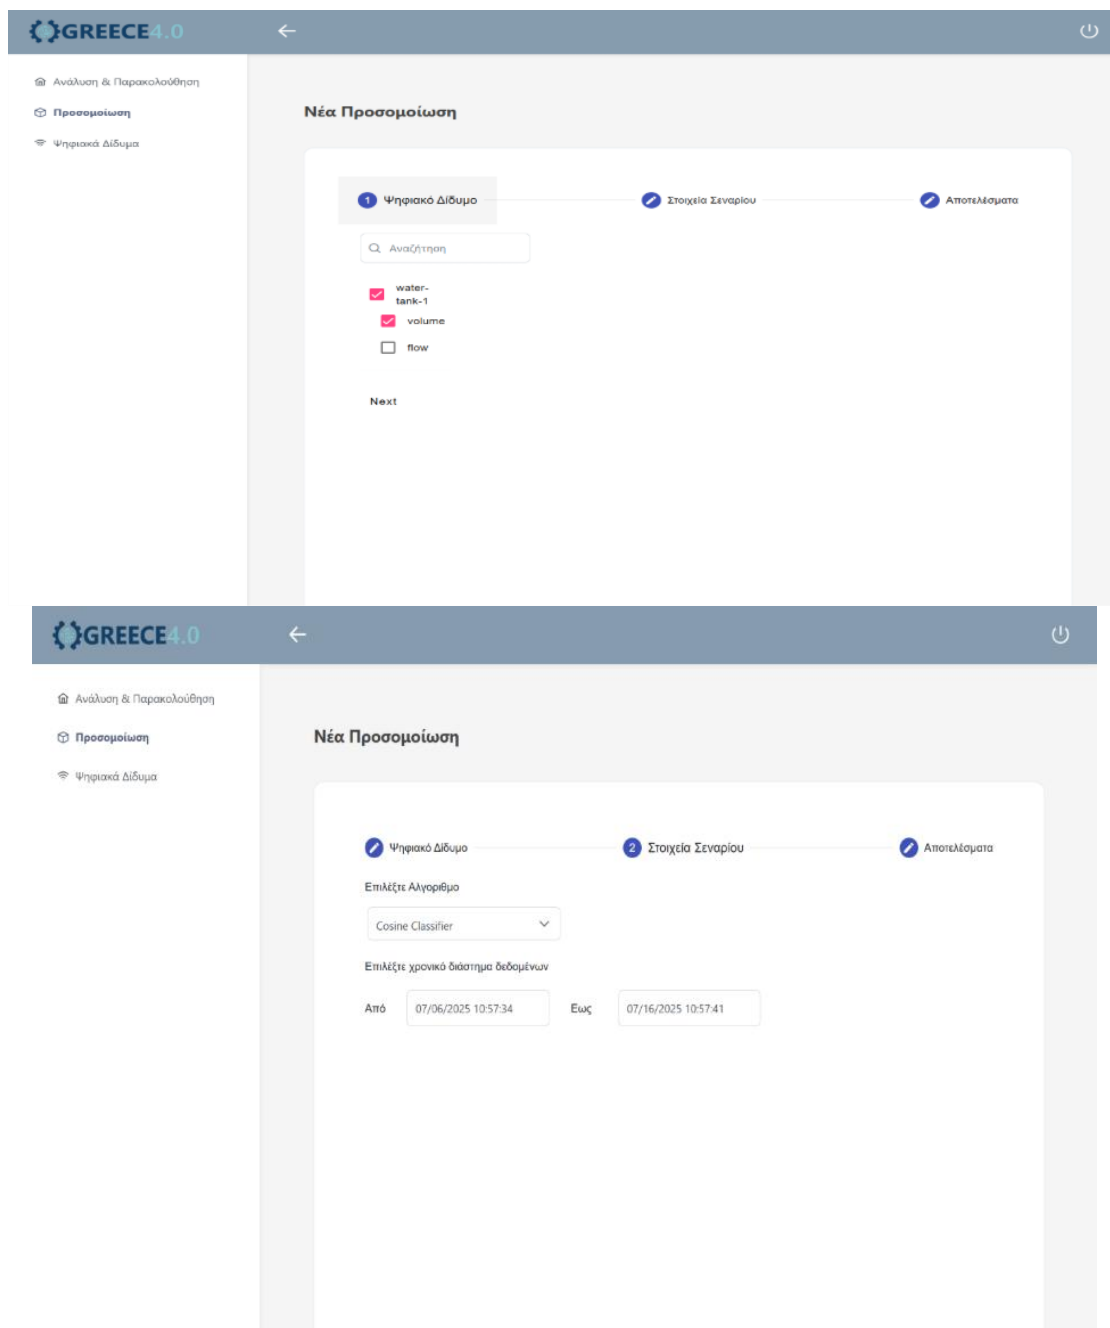 GREECE4.0
Ανάλυση & Παρακολούθηση
Προσομοίωση
Ψηφιακά Δίδυμα
Νέα Προσομοίωση
1 Ψηφιακό Δίδυμο
Στοιχεία Σεναρίου
Αποτελέσματα
Αναζήτηση
water-
tank-1
volume
flow
Next
GREECE4.0
Ανάλυση & Παρακολούθηση
Προσομοίωση
Ψηφιακά Δίδυμα
Νέα Προσομοίωση
Ψηφιακό Δίδυμο
2 Στοιχεία Σεναρίου
Αποτελέσματα
Επιλέξτε Αλγοριθμο
Cosine Classifier
Επιλέξτε χρονικό διάστημα δεδομένων
Από 07/06/2025 10:57:34 Εως 07/16/2025 10:57:41